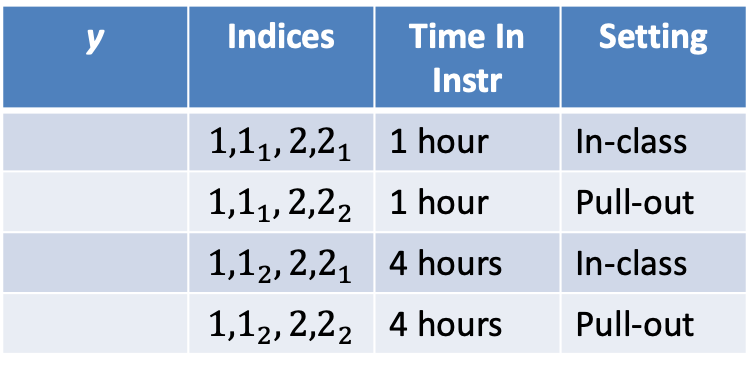 y Indices Time In Instr Setting
1,1₁, 2,2₁ 1 hour In-class
1,1₁, 2,2₂ 1 hour Pull-out
1,1₂, 2,2₁ 4 hours In-class
1,1₂, 2,2₂ 4 hours Pull-out